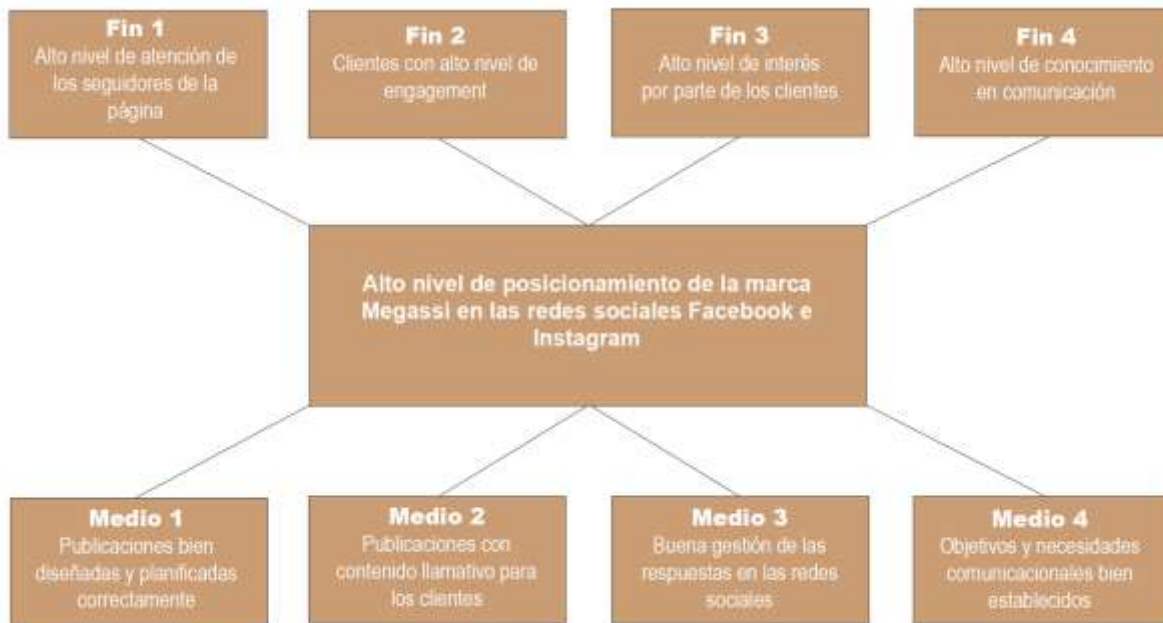 Fin 1
Alto nivel de atención de
los seguidores de la
página
Fin 2
Clientes con alto nivel de
engagement
Fin 3
Alto nivel de interés
por parte de los clientes
Fin 4
Alto nivel de conocimiento
en comunicación
Alto nivel de posicionamiento de la marca
Megassi en las redes sociales Facebook e
Instagram
Medio 1
Publicaciones bien
diseñadas y planificadas
correctamente
Medio 2
Publicaciones con
contenido llamativo para
los clientes
Medio 3
Buena gestión de las
respuestas en las redes
sociales
Medio 4
Objetivos y necesidades
comunicacionales bien
establecidos